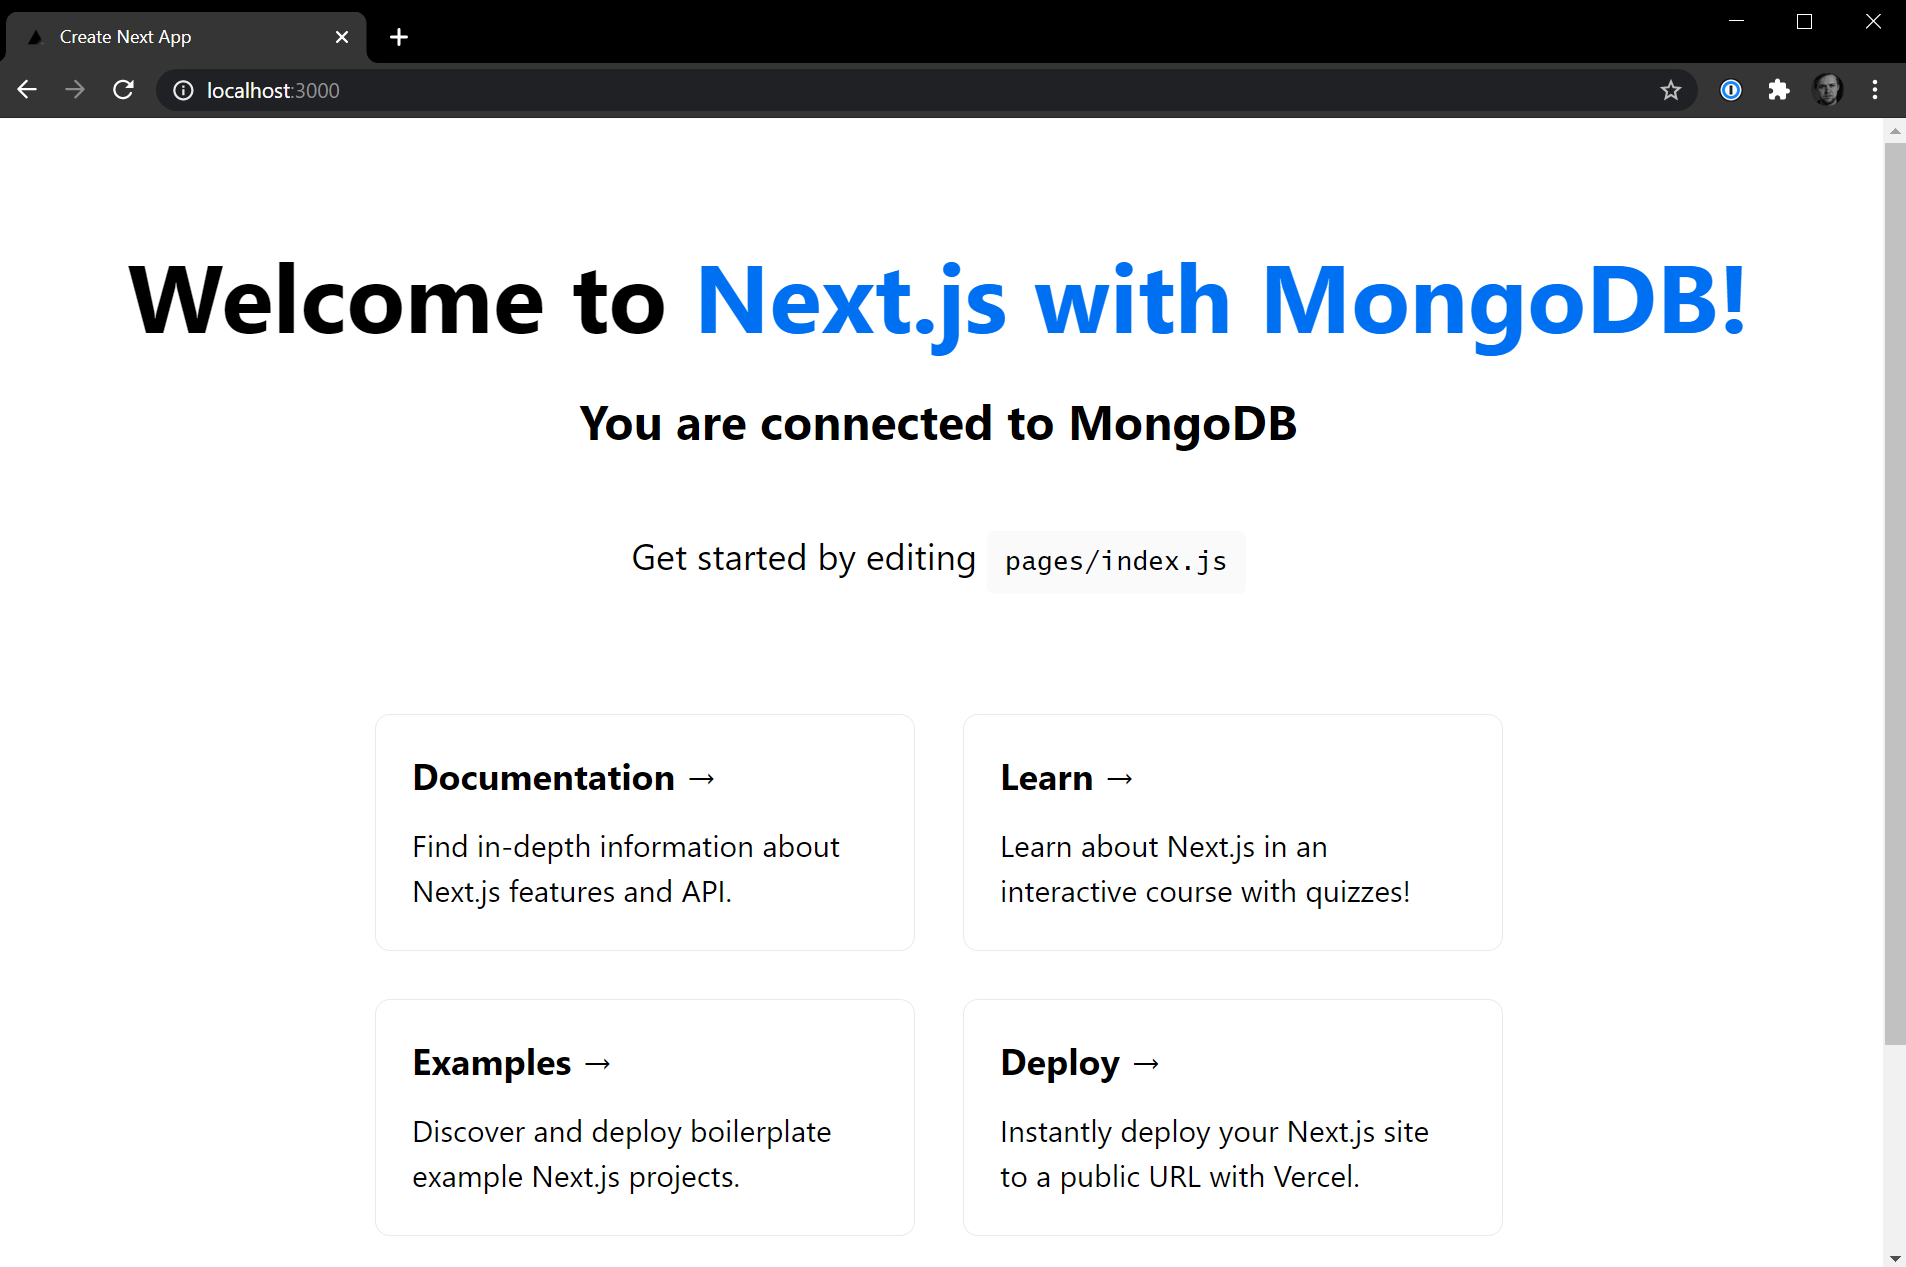 Create Next App
localhost:3000
Welcome to Next.js with MongoDB!
You are connected to MongoDB
Get started by editing pages/index.js
Documentation →
Find in-depth information about
Next.js features and API.
Learn →
Learn about Next.js in an
interactive course with quizzes!
Examples →
Discover and deploy boilerplate
example Next.js projects.
Deploy →
Instantly deploy your Next.js site
to a public URL with Vercel.